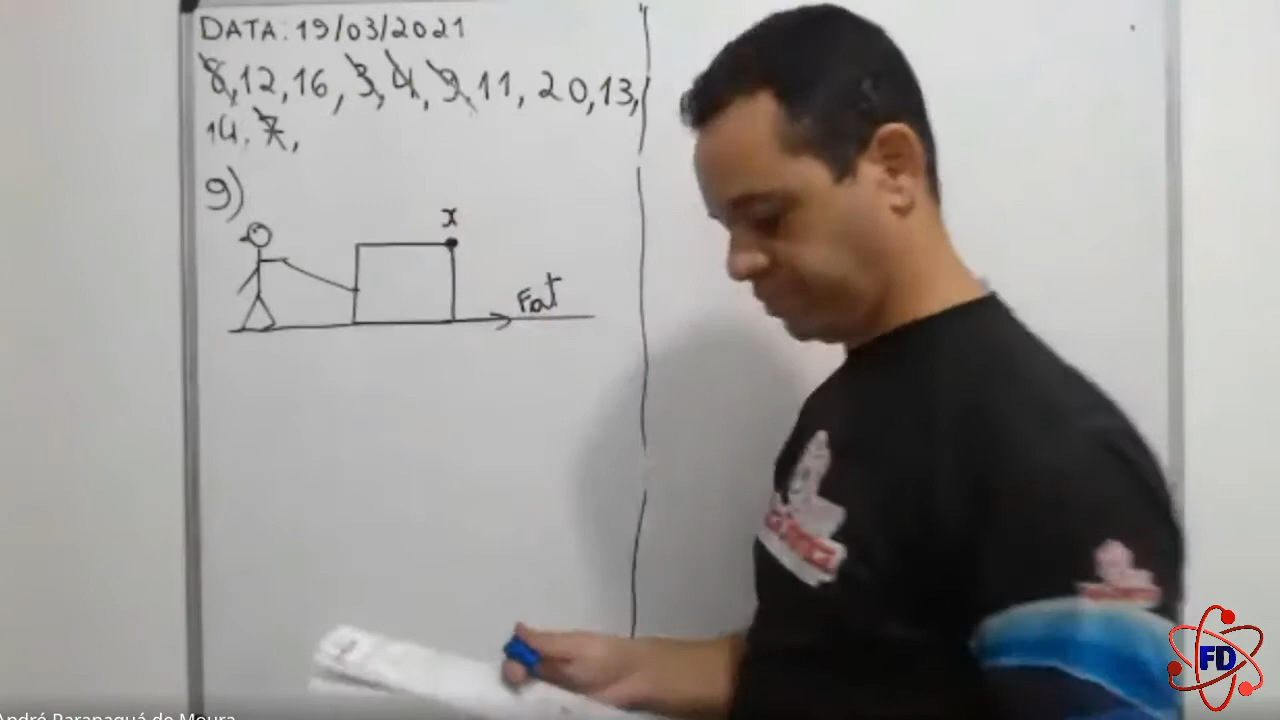 DATA: 19/03/2021
8, 12, 16, 3, 4, 9, 11, 20, 13,
14, 7,
9)
x
Fat
FD
André Paranaguá de Moura